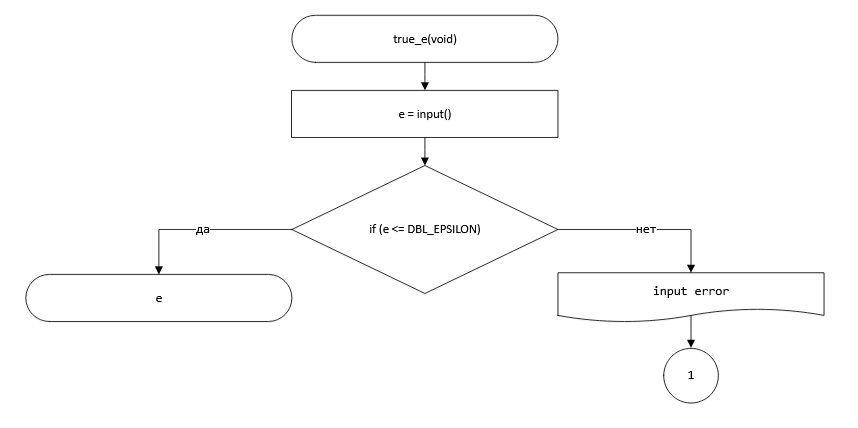 true_e(void)
e = input()
if (e <= DBL_EPSILON)
да
нет
e
input error
1